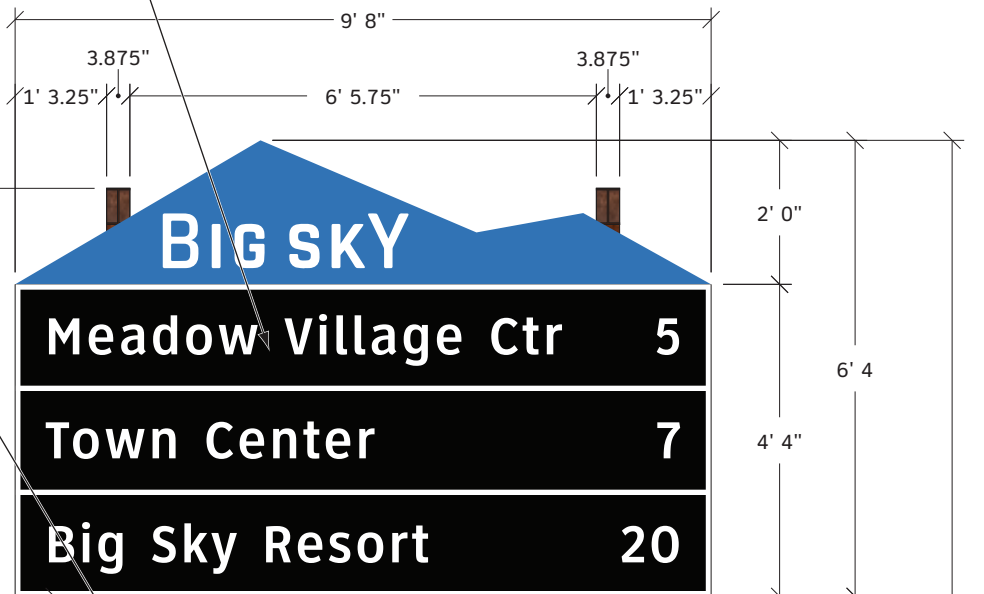 9' 8"
3.875" 3.875"
1' 3.25" 6' 5.75" 1' 3.25"
2' 0"
BIG SKY
Meadow Village Ctr 5
6' 4
Town Center 7
4' 4"
Big Sky Resort 20